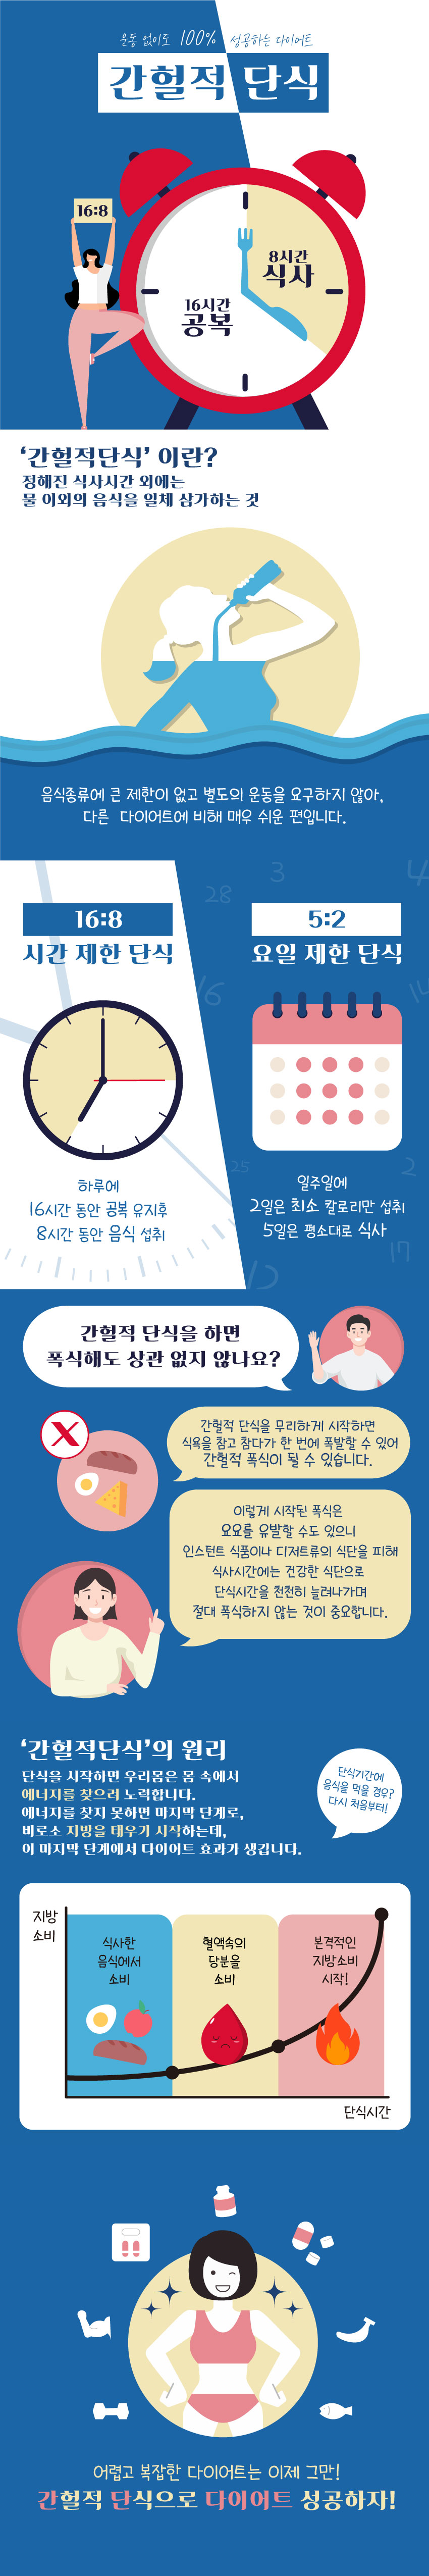 운동 없이도 100% 성공하는 다이어트
간헐적 단식
16:8
8시간
식사
16시간
공복
‘간헐적단식’ 이란?
정해진 식사시간 외에는
물 이외의 음식을 일체 삼가하는 것
음식종류에 큰 제한이 없고 별도의 운동을 요구하지 않아,
다른 다이어트에 비해 매우 쉬운 편입니다.
16:8
시간 제한 단식
하루에
16시간 동안 공복 유지후
8시간 동안 음식 섭취
3
4
28
5:2
요일 제한 단식
16
14
25
2
일주일에
2일은 최소 칼로리만 섭취
5일은 평소대로 식사
17
간헐적 단식을 하면
폭식해도 상관 없지 않나요?
X
간헐적 단식을 무리하게 시작하면
식욕을 참고 참다가 한 번에 폭발할 수 있어
간헐적 폭식이 될 수 있습니다.
이렇게 시작된 폭식은
요요를 유발할 수도 있으니
인스턴트 식품이나 디저트류의 식단을 피해
식사시간에는 건강한 식단으로
단식시간을 천천히 늘려나가며
절대 폭식하지 않는 것이 중요합니다.
‘간헐적단식’의 원리
단식을 시작하면 우리몸은 몸 속에서
에너지를 찾으려 노력합니다.
에너지를 찾지 못하면 마지막 단계로,
비로소 지방을 태우기 시작하는데,
이 마지막 단계에서 다이어트 효과가 생깁니다.
단식기간에
음식을 먹을 경우?
다시 처음부터!
지방
소비
식사한
음식에서
소비
혈액속의
당분을
소비
본격적인
지방소비
시작!
단식시간
어렵고 복잡한 다이어트는 이제 그만!
간헐적 단식으로 다이어트 성공하자!